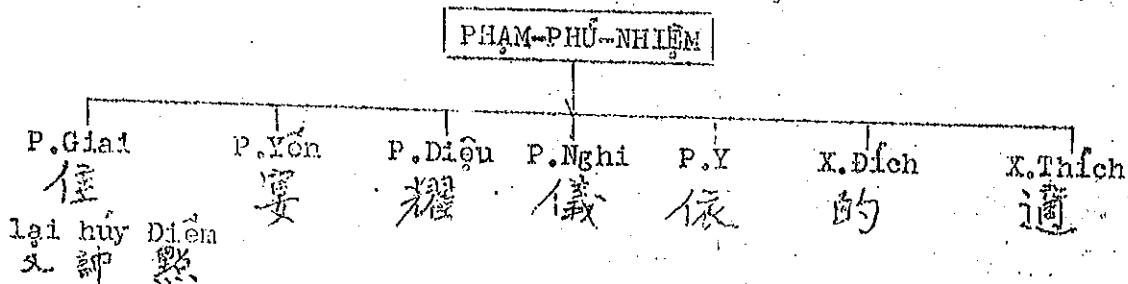 PHẠM-PHÚ-NHIỆM
P.Giai P.Yến P.Diệu P.Nghi P.Y X.Đích X.Thích
佳 宴 耀 儀 依 的 適
lại húy Điểm
又 諱 點